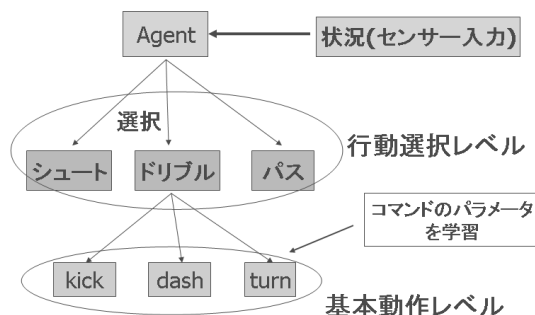 Agent
状況(センサー入力)
選択
シュート
ドリブル
パス
行動選択レベル
コマンドのパラメータ
を学習
kick
dash
turn
基本動作レベル